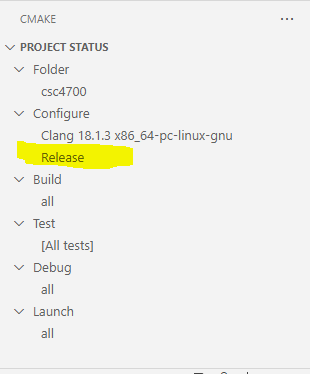 CMAKE
PROJECT STATUS
Folder
csc4700
Configure
Clang 18.1.3 x86_64-pc-linux-gnu
Release
Build
all
Test
[All tests]
Debug
all
Launch
all